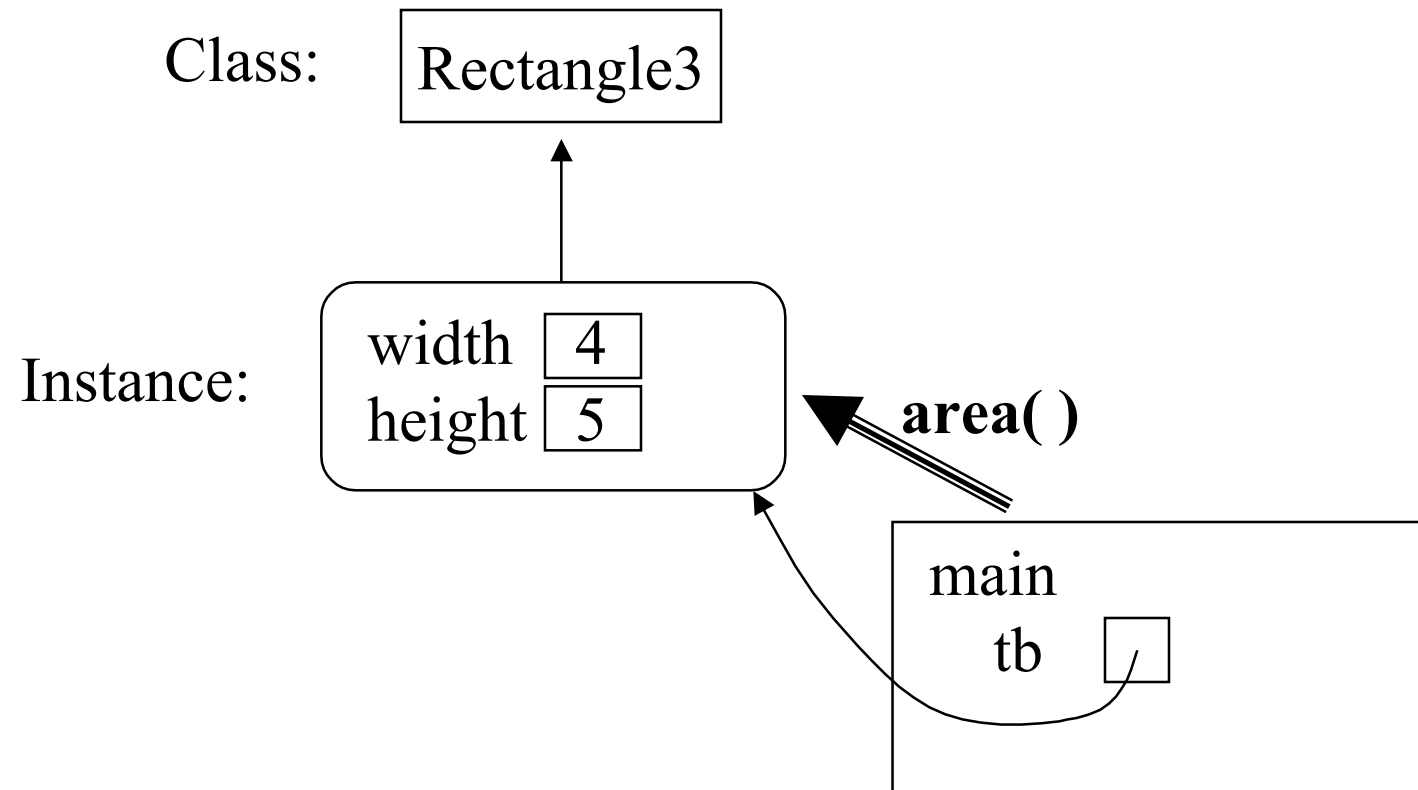 Class:
Rectangle3
Instance:
width 4
height 5
area( )
main
tb